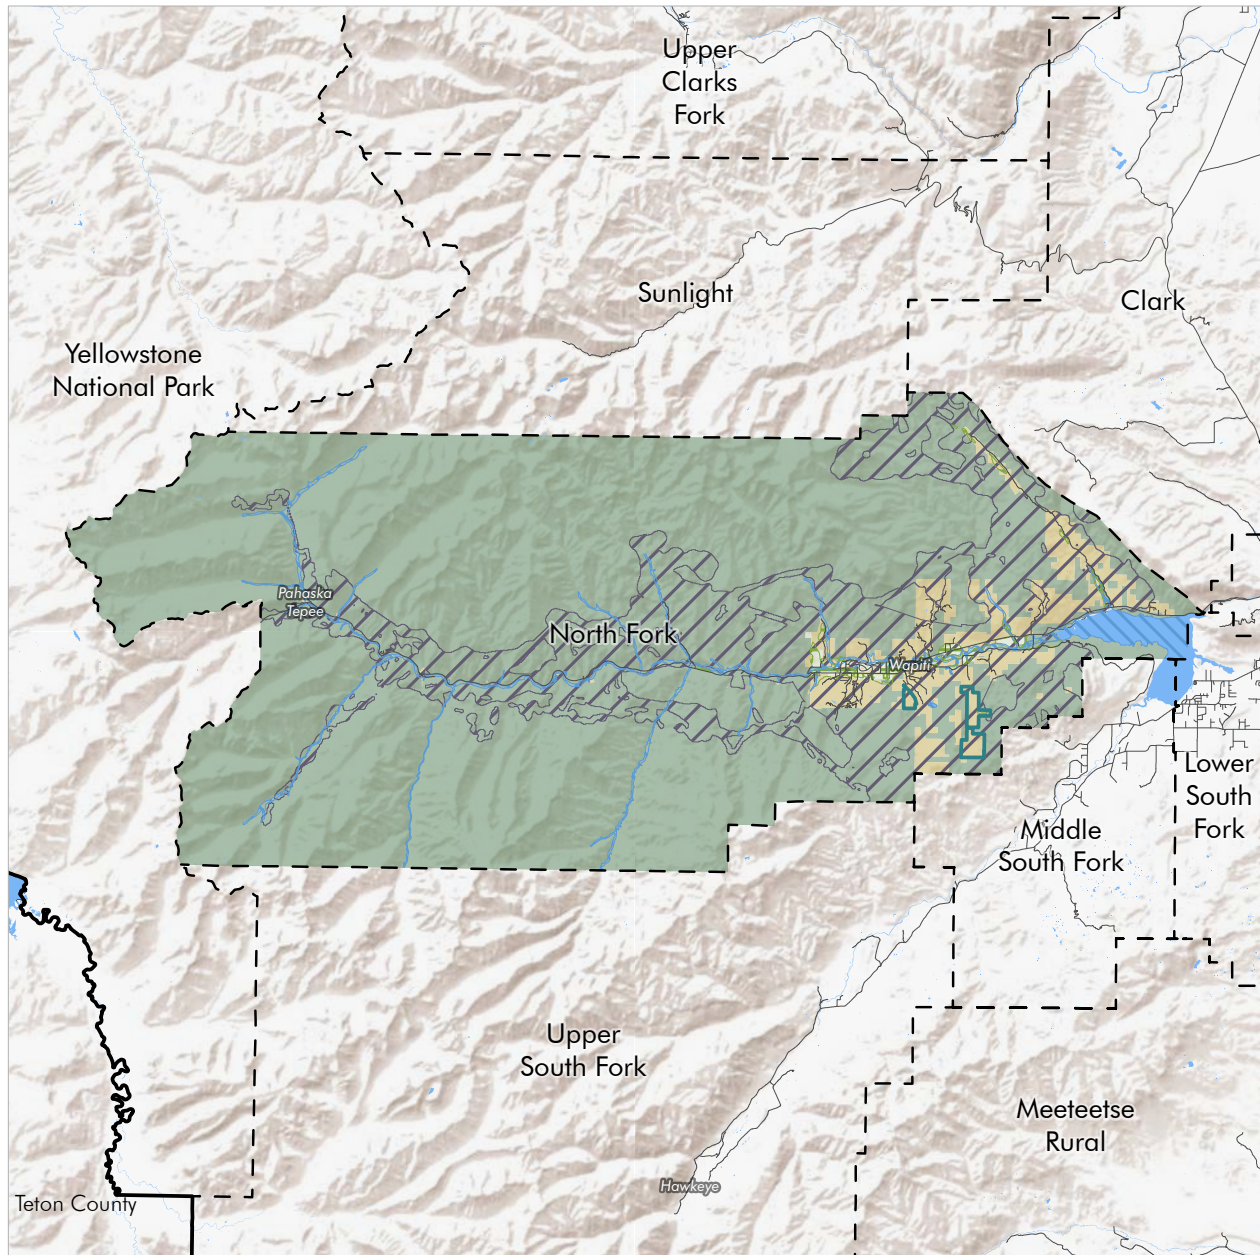 Upper
Clarks
Fork
Sunlight
Clark
Yellowstone
National Park
Pahaska
Tepee
North Fork
Wapiti
Lower
South
Fork
Middle
South Fork
Upper
South Fork
Meeteetse
Rural
Hawkeye
Teton County